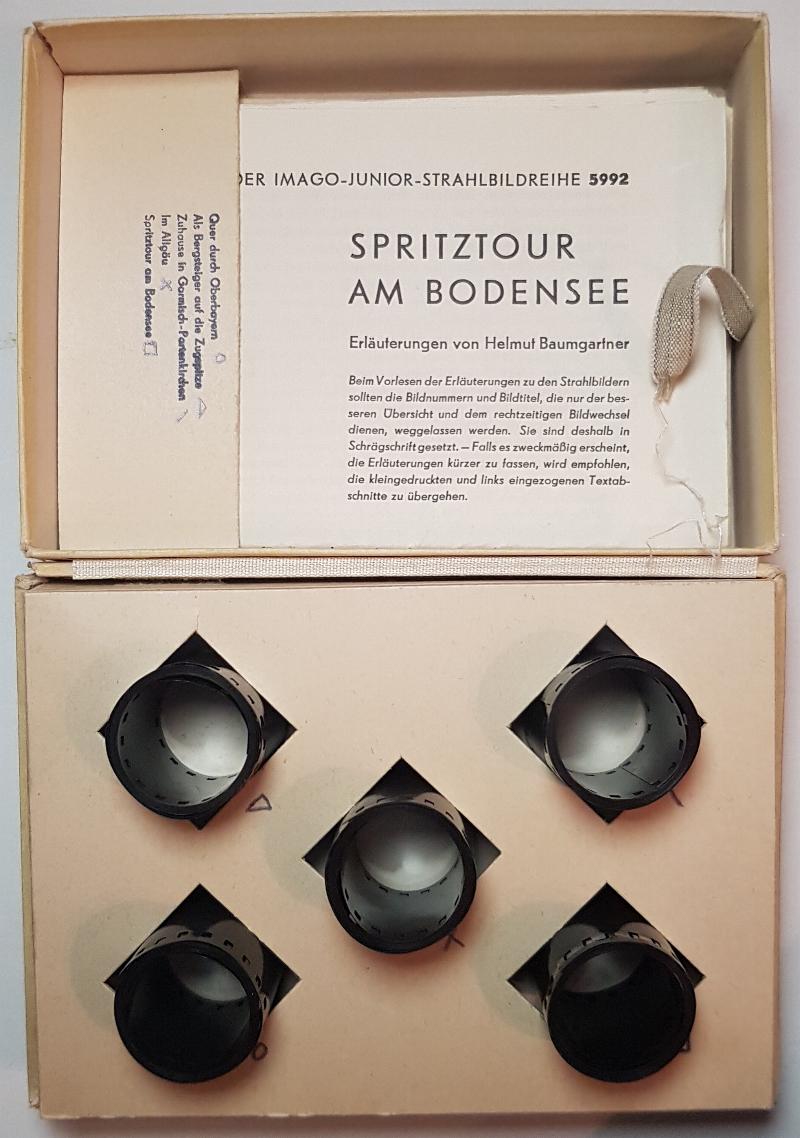 DER IMAGO-JUNIOR-STRAHLBILDREIHE 5992
SPRITZTOUR
AM BODENSEE
Erläuterungen von Helmut Baumgartner
Beim Vorlesen der Erläuterungen zu den Strahlbildern
sollten die Bildnummern und Bildtitel, die nur der bes-
seren Übersicht und dem rechtzeitigen Bildwechsel
dienen, weggelassen werden. Sie sind deshalb in
Schrägschrift gesetzt. — Falls es zweckmäßig erscheint,
die Erläuterungen kürzer zu fassen, wird empfohlen,
die kleingedruckten und links eingezogenen Textab-
schnitte zu übergehen.
Quer durch Oberbayern
Als Bergsteiger auf die Zugspitze
Zuhause in Garmisch-Partenkirchen
Im Allgäu
Spritztour am Bodensee